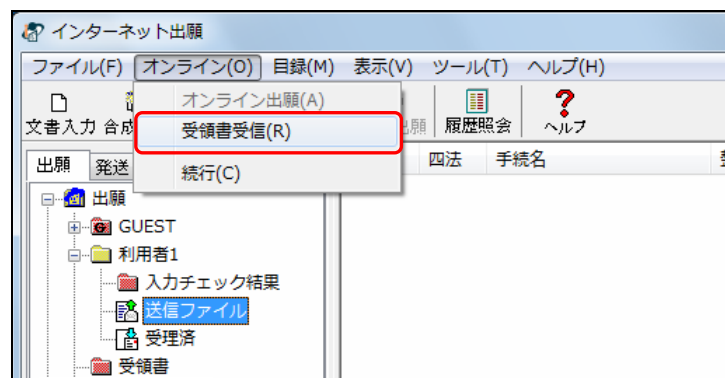 インターネット出願
ファイル(F) オンライン(O) 目録(M) 表示(V) ツール(T) ヘルプ(H)
オンライン出願(A)
受領書受信(R)
続行(C)
文書入力 合成 願 履歴照会 ヘルプ
出願 発送 四法 手続名
出願
GUEST
利用者1
入力チェック結果
送信ファイル
受理済
受領書